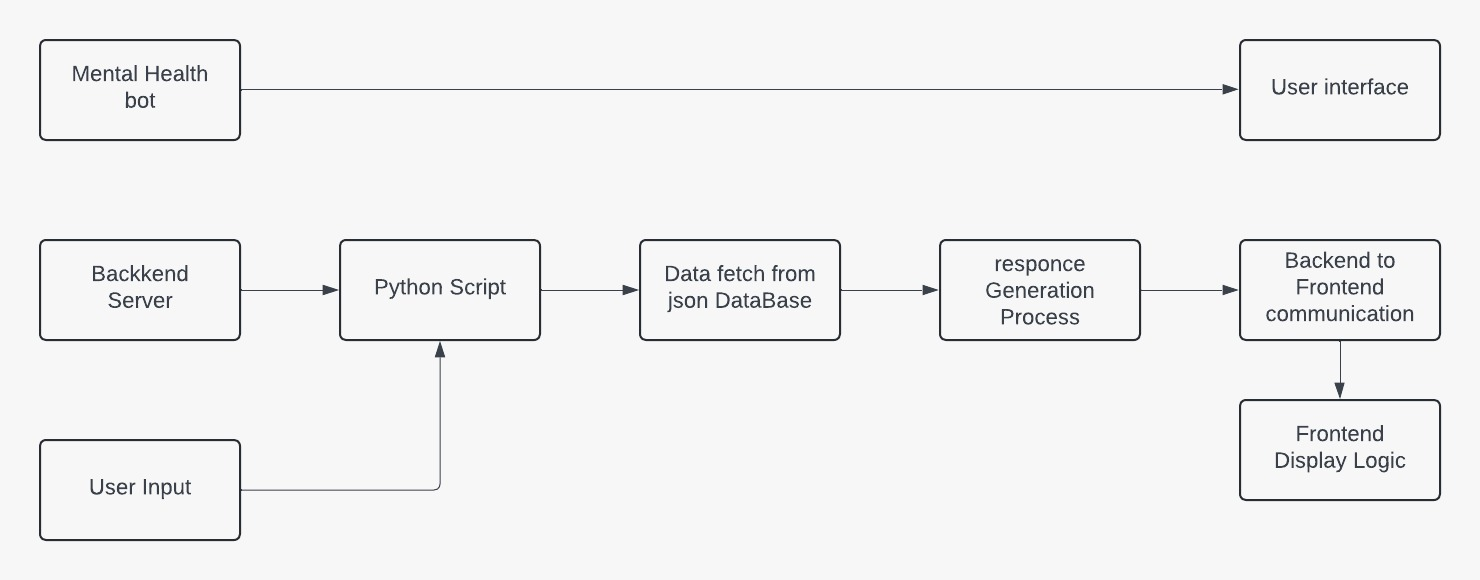 Mental Health
bot
User interface
Backkend
Server
Python Script
Data fetch from
json DataBase
responce
Generation
Process
Backend to
Frontend
communication
Frontend
Display Logic
User Input